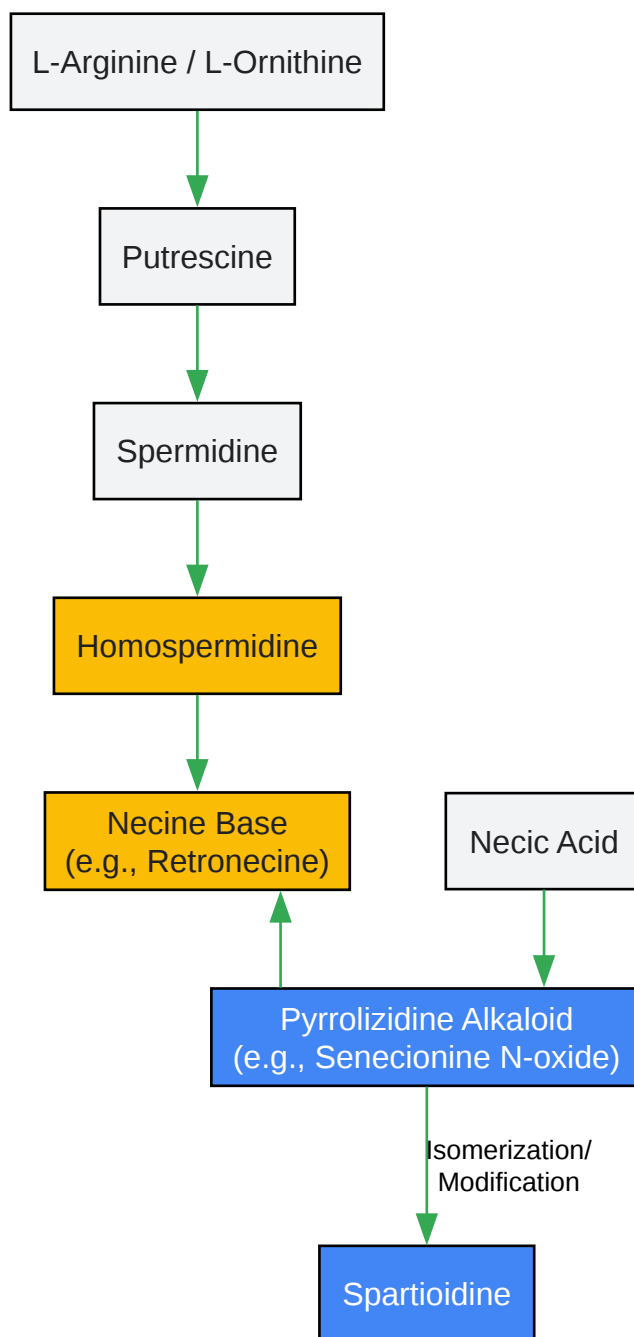 L-Arginine / L-Ornithine
Putrescine
Spermidine
Homospermidine
Necine Base
(e.g., Retronecine)
Necic Acid
Pyrrolizidine Alkaloid
(e.g., Senecionine N-oxide)
Isomerization/
Modification
Spartioidine